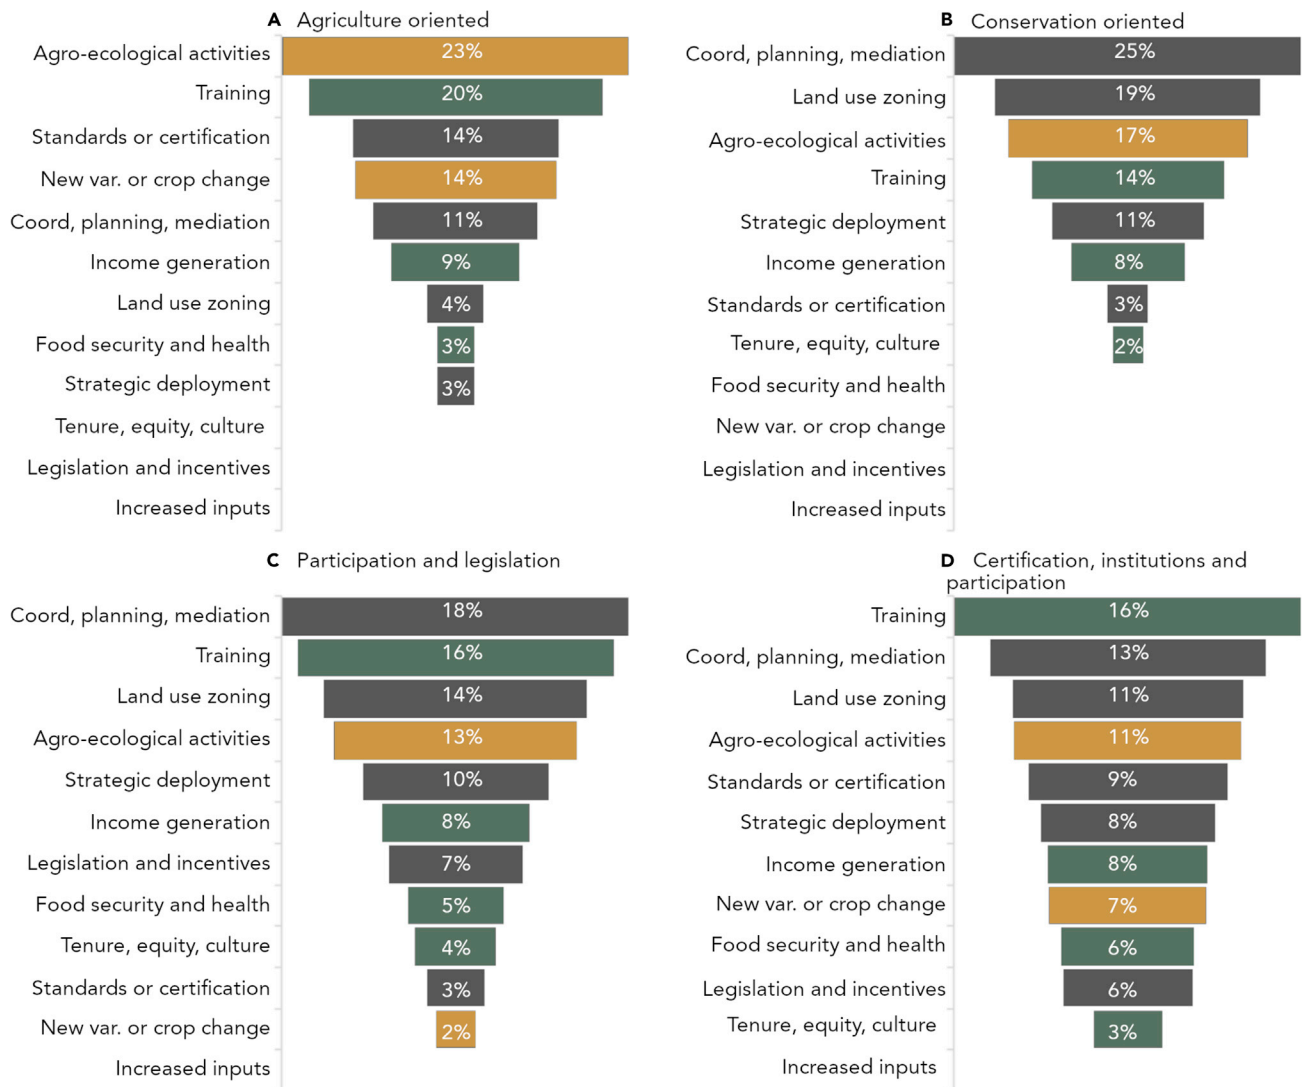 A Agriculture oriented
Agro-ecological activities 23%
Training 20%
Standards or certification 14%
New var. or crop change 14%
Coord, planning, mediation 11%
Income generation 9%
Land use zoning 4%
Food security and health 3%
Strategic deployment 3%
Tenure, equity, culture
Legislation and incentives
Increased inputs
B Conservation oriented
Coord, planning, mediation 25%
Land use zoning 19%
Agro-ecological activities 17%
Training 14%
Strategic deployment 11%
Income generation 8%
Standards or certification 3%
Tenure, equity, culture 2%
Food security and health
New var. or crop change
Legislation and incentives
Increased inputs
C Participation and legislation
Coord, planning, mediation 18%
Training 16%
Land use zoning 14%
Agro-ecological activities 13%
Strategic deployment 10%
Income generation 8%
Legislation and incentives 7%
Food security and health 5%
Tenure, equity, culture 4%
Standards or certification 3%
New var. or crop change 2%
Increased inputs
D Certification, institutions and
participation
Training 16%
Coord, planning, mediation 13%
Land use zoning 11%
Agro-ecological activities 11%
Standards or certification 9%
Strategic deployment 8%
Income generation 8%
New var. or crop change 7%
Food security and health 6%
Legislation and incentives 6%
Tenure, equity, culture 3%
Increased inputs